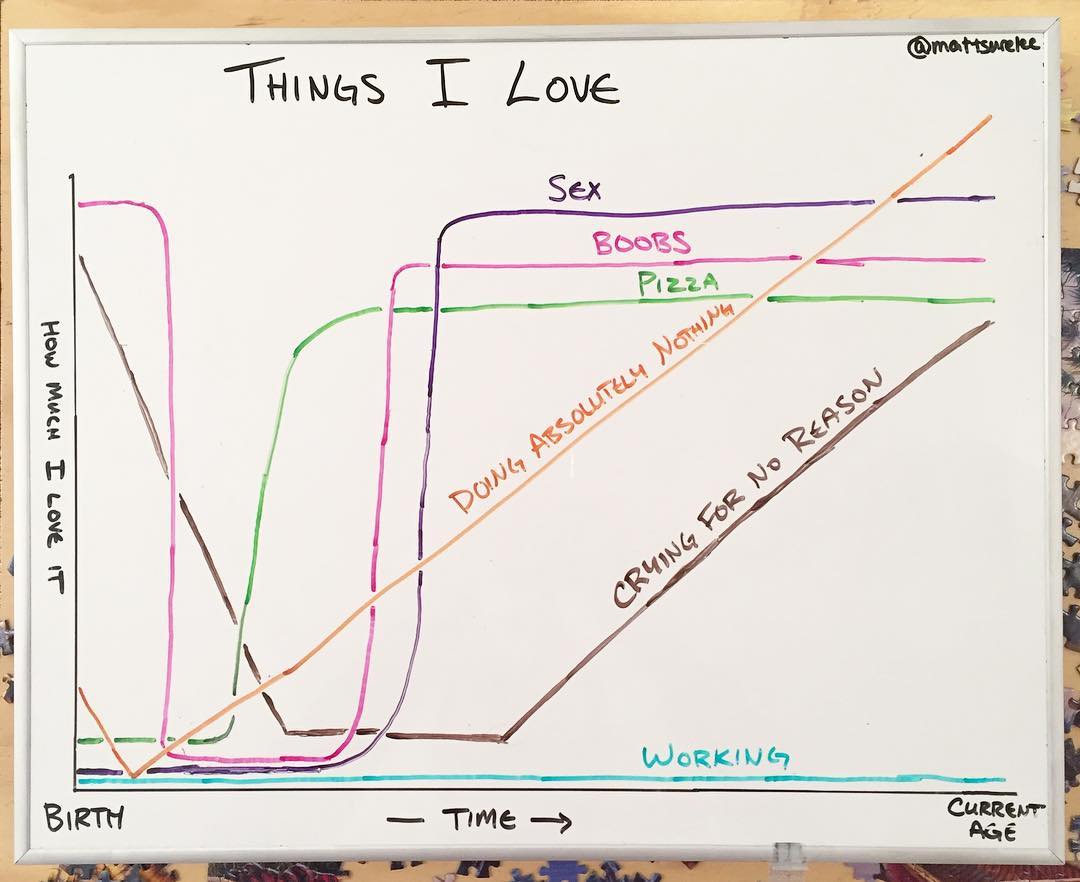 @mattsurelee
THINGS I LOVE
SEX
BOOBS
PIZZA
DOING ABSOLUTELY NOTHING
CRYING FOR NO REASON
WORKING
HOW MUCH I LOVE IT
BIRTH
— TIME →
CURRENT
AGE